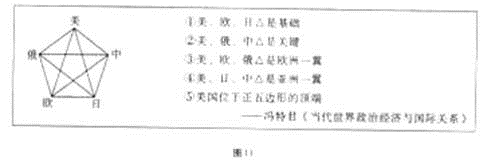 美
俄
中
欧
日
①美、欧、日△是基础
②美、俄、中△是关键
③美、欧、俄△是欧洲一翼
④美、日、中△是亚洲一翼
⑤美国位于正五边形的顶端
——冯特君（当代世界政治经济与国际关系）
图11